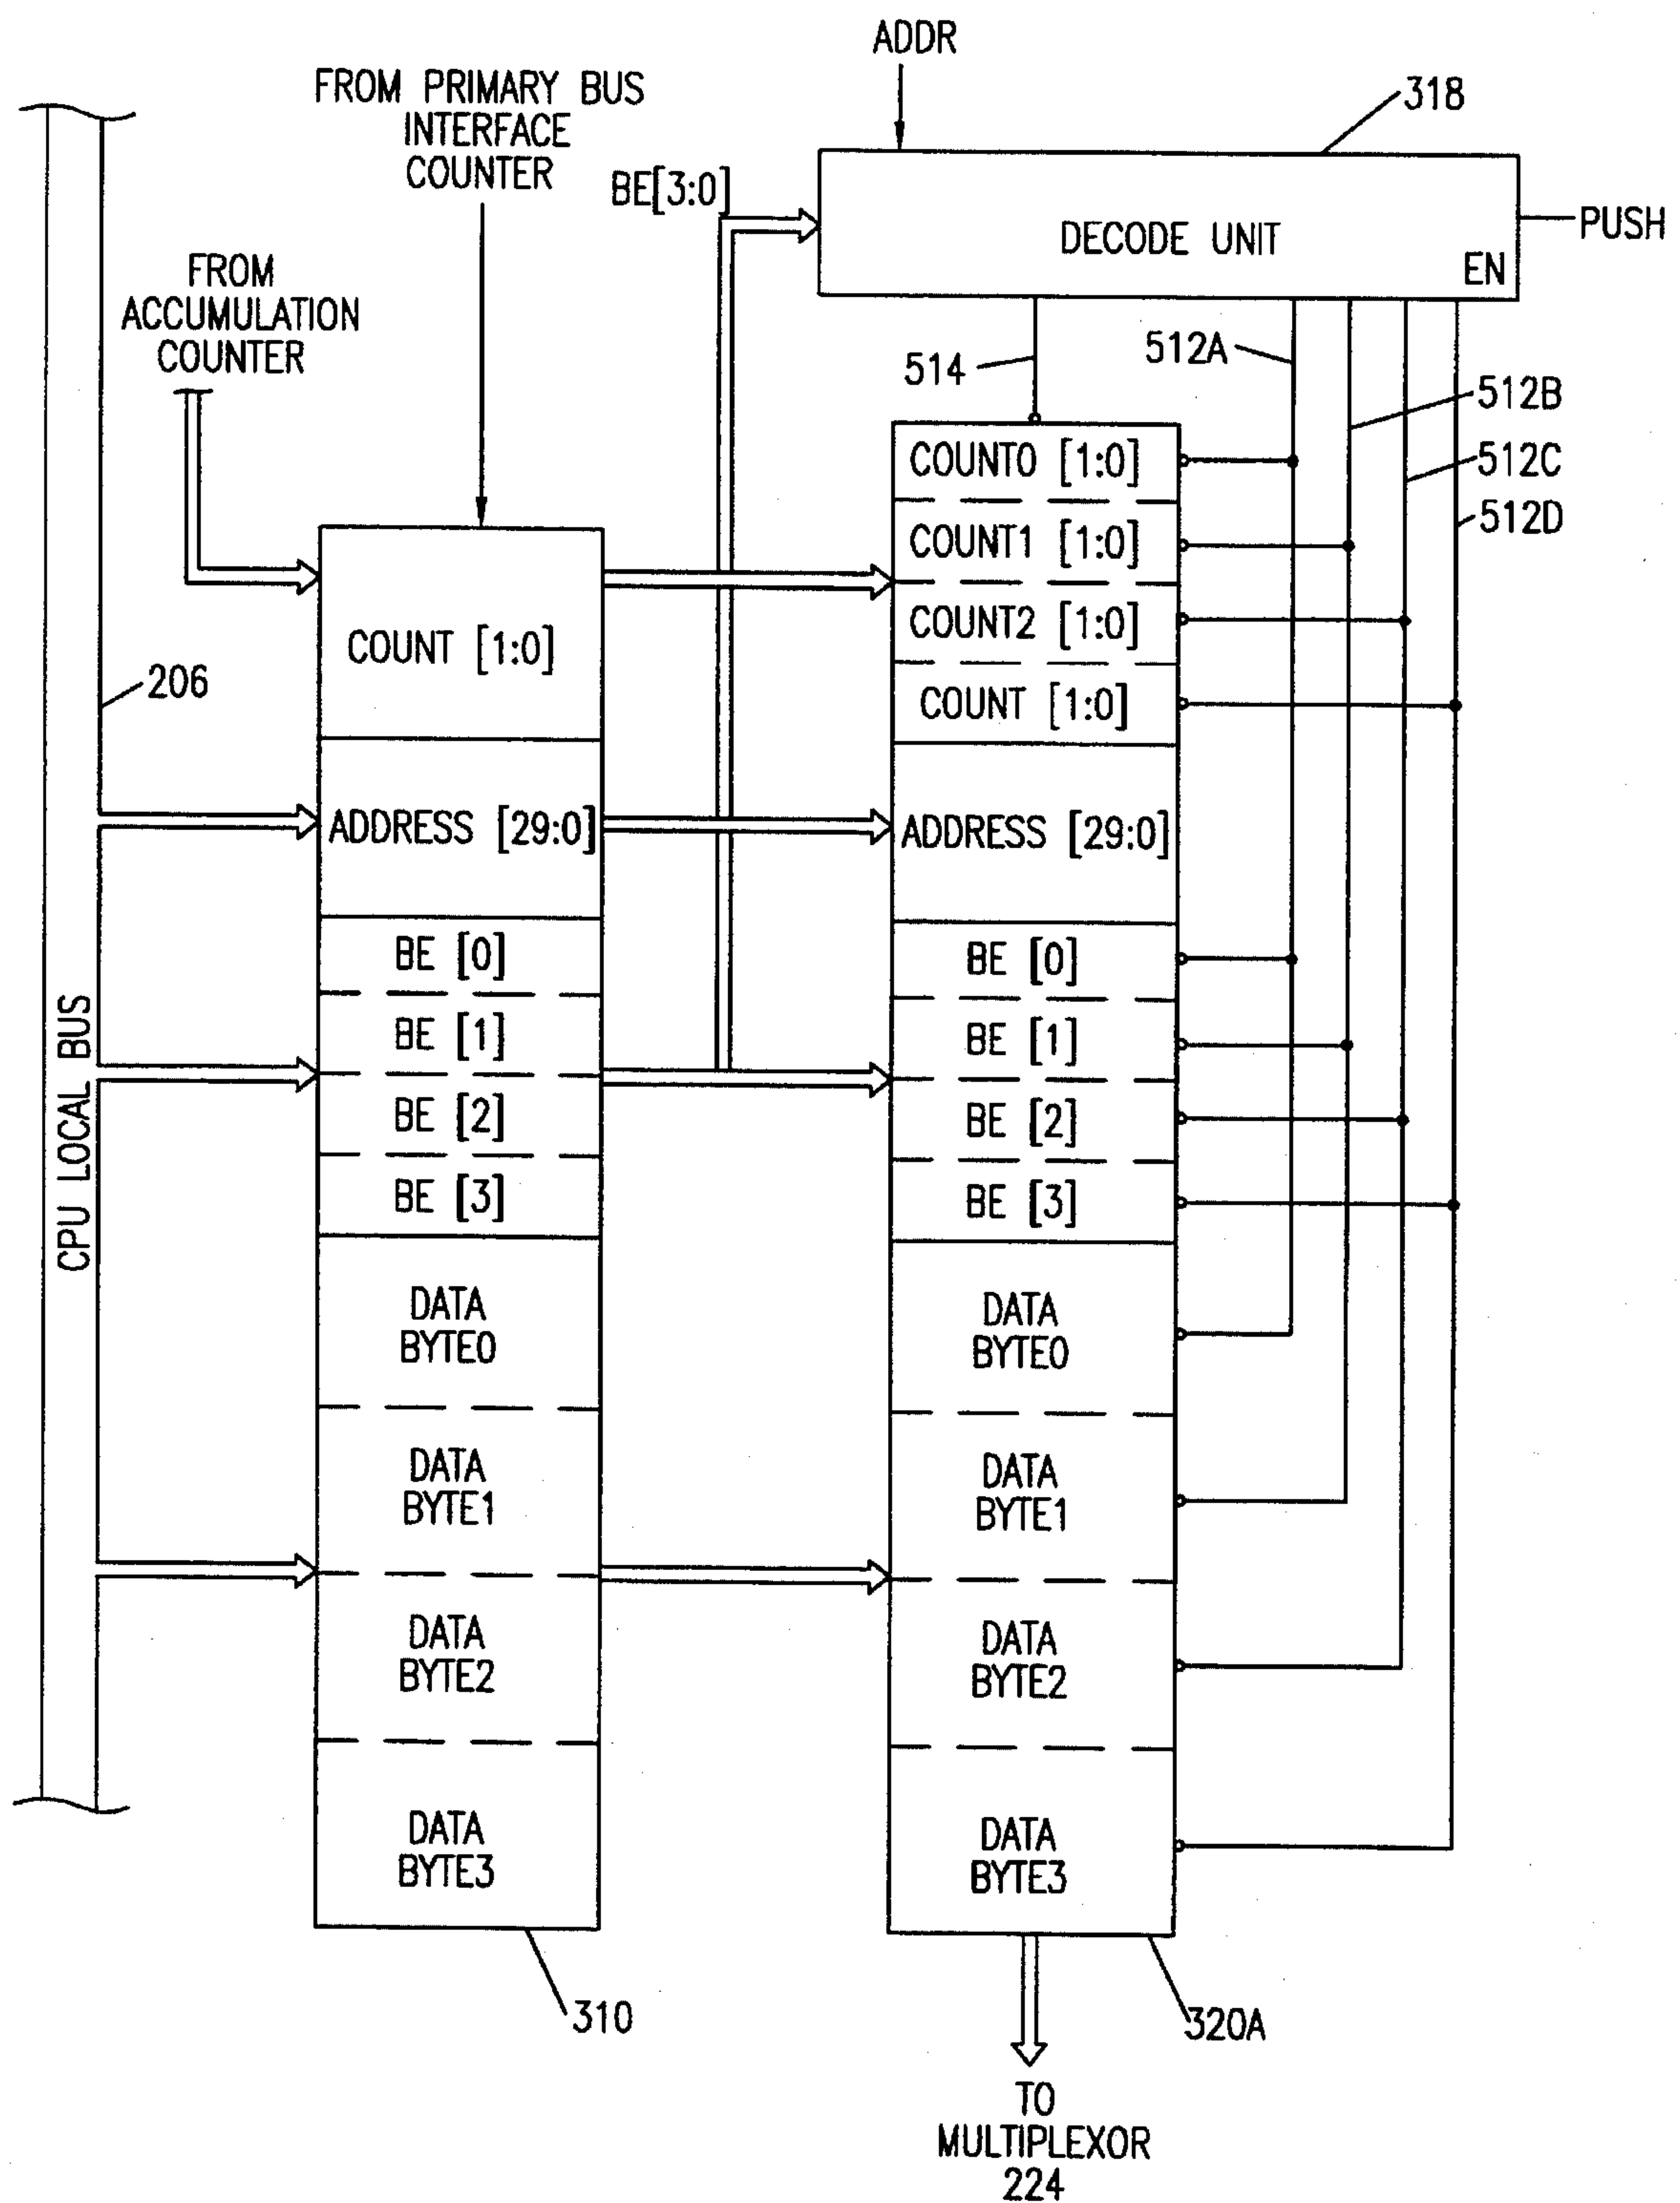 ADDR
318
FROM PRIMARY BUS
INTERFACE
COUNTER
BE[3:0]
DECODE UNIT
EN
PUSH
FROM
ACCUMULATION
COUNTER
514
512A
512B
512C
512D
206
CPU LOCAL BUS
COUNT [1:0]
ADDRESS [29:0]
BE [0]
BE [1]
BE [2]
BE [3]
DATA
BYTE0
DATA
BYTE1
DATA
BYTE2
DATA
BYTE3
310
COUNT0 [1:0]
COUNT1 [1:0]
COUNT2 [1:0]
COUNT [1:0]
ADDRESS [29:0]
BE [0]
BE [1]
BE [2]
BE [3]
DATA
BYTE0
DATA
BYTE1
DATA
BYTE2
DATA
BYTE3
320A
TO
MULTIPLEXOR
224